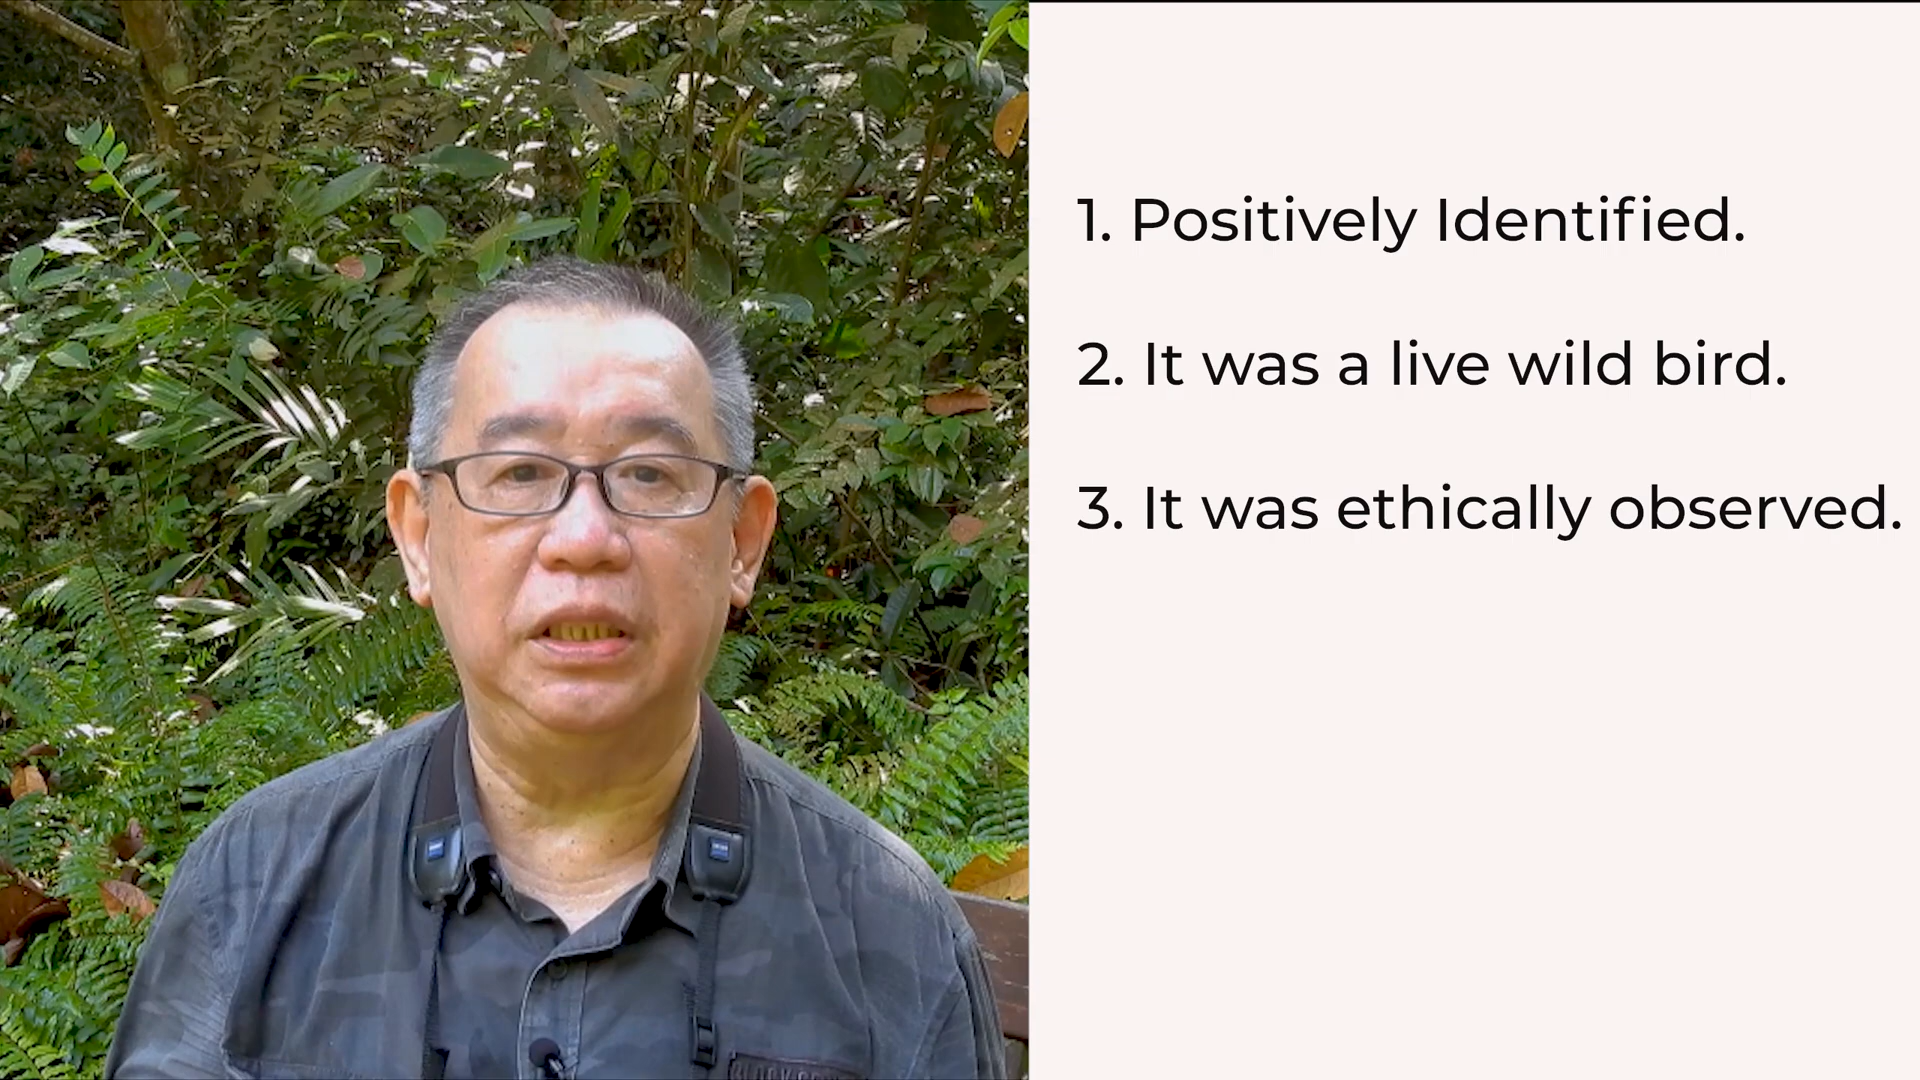 1. Positively Identified.
2. It was a live wild bird.
3. It was ethically observed.